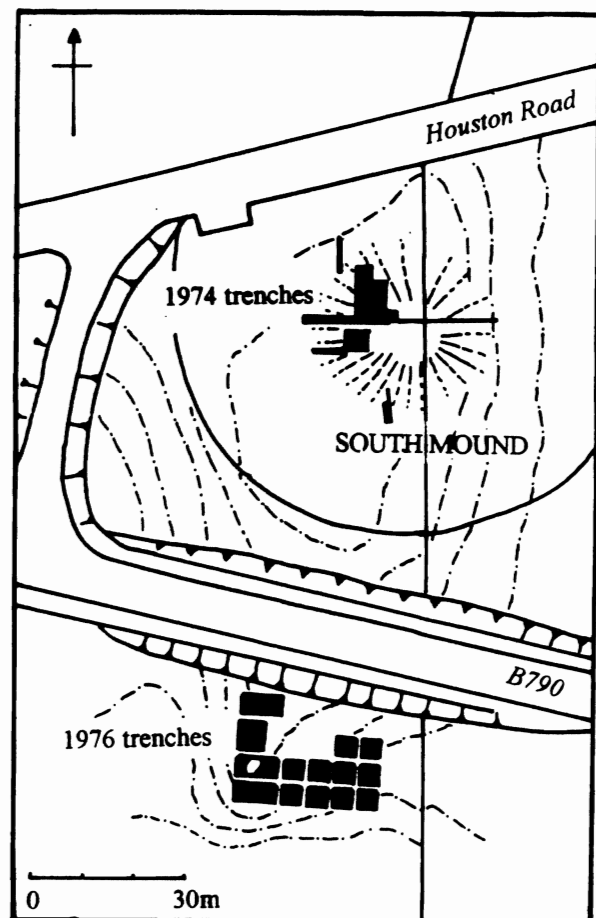 Houston Road
1974 trenches
SOUTH MOUND
B790
1976 trenches
0 30m